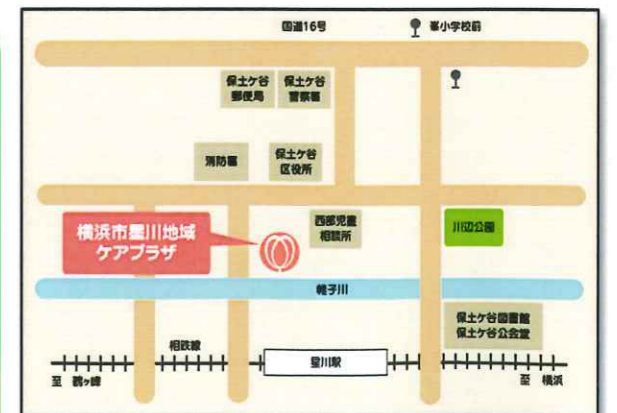 国道16号
峯小学校前
保土ケ谷
郵便局
保土ケ谷
警察署
消防署
保土ケ谷
区役所
西部児童
相談所
川辺公園
横浜市星川地域
ケアプラザ
帷子川
保土ケ谷図書館
保土ケ谷公会堂
相鉄線
星川駅
至 鶴ヶ峰
至 横浜